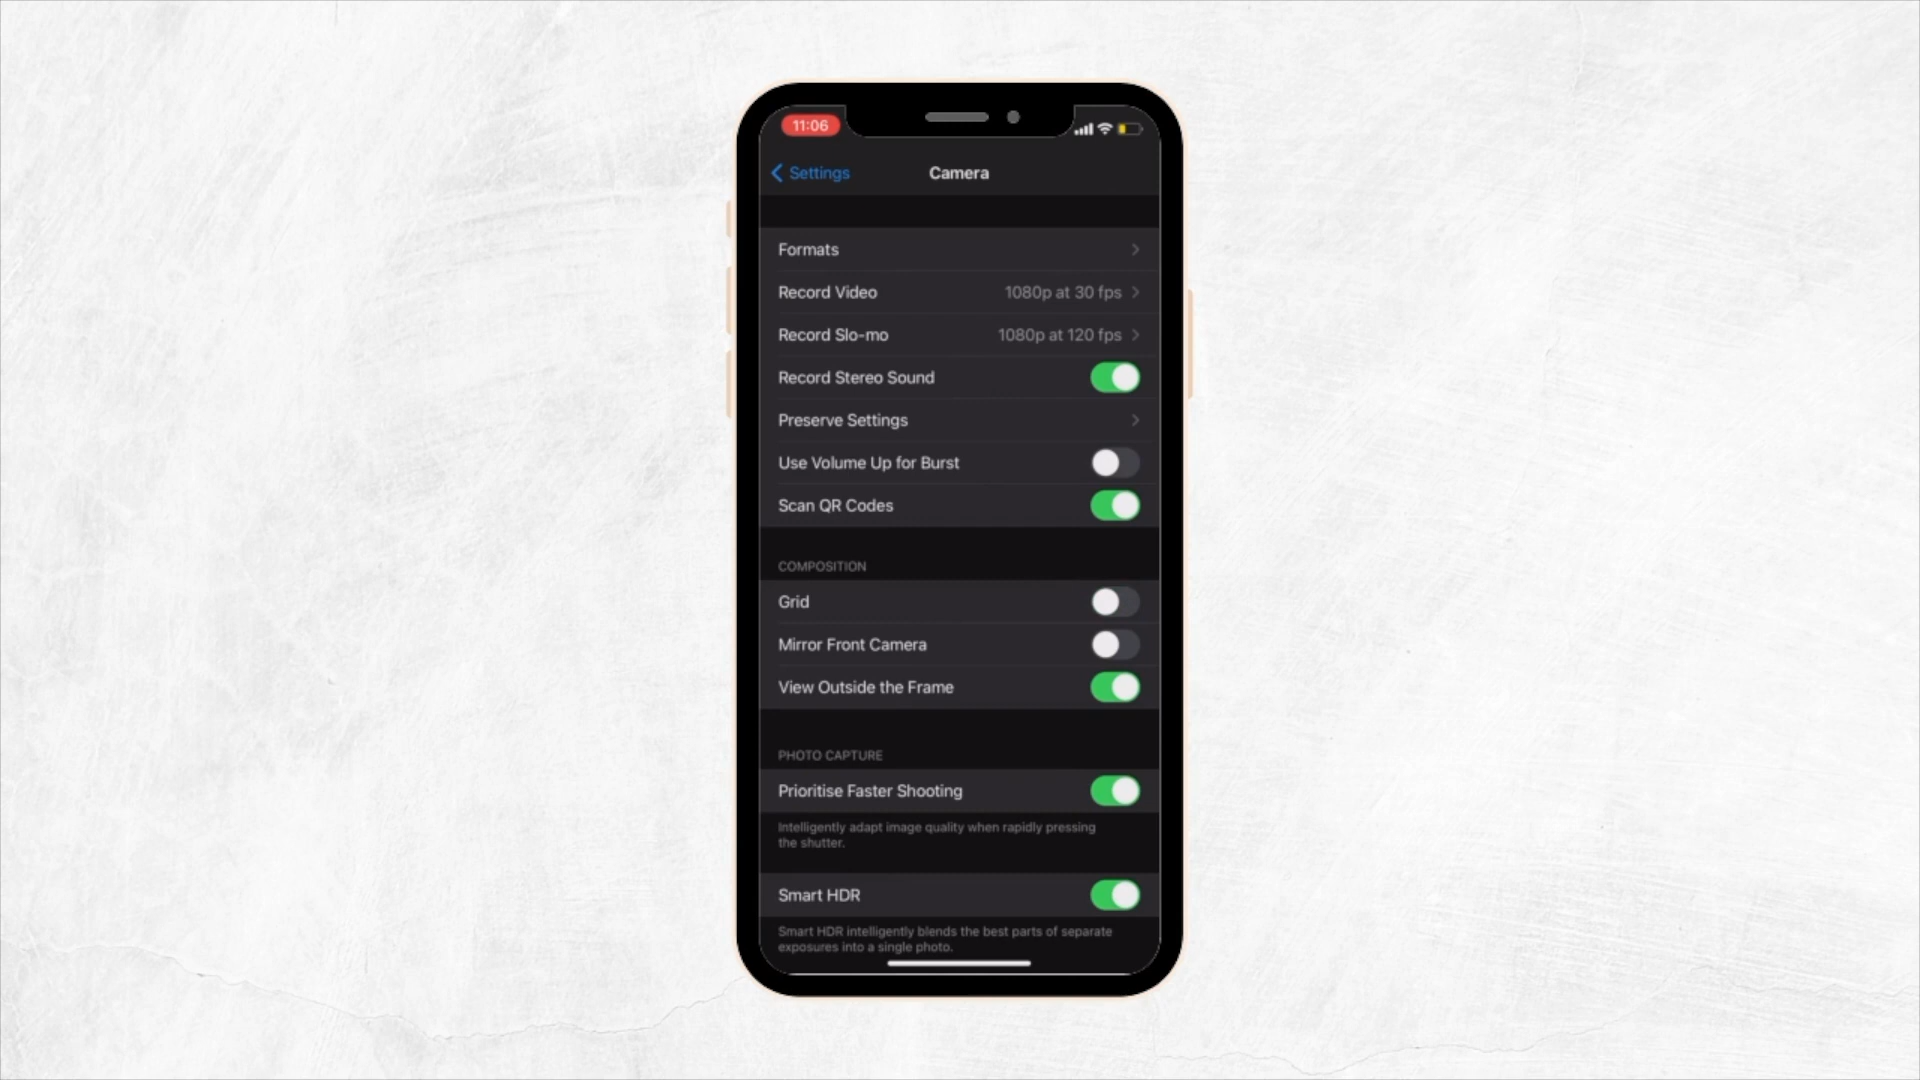 11:06
Settings
Camera
Formats
Record Video 1080p at 30 fps
Record Slo-mo 1080p at 120 fps
Record Stereo Sound
Preserve Settings
Use Volume Up for Burst
Scan QR Codes
COMPOSITION
Grid
Mirror Front Camera
View Outside the Frame
PHOTO CAPTURE
Prioritise Faster Shooting
Intelligently adapt image quality when rapidly pressing
the shutter.
Smart HDR
Smart HDR intelligently blends the best parts of separate
exposures into a single photo.